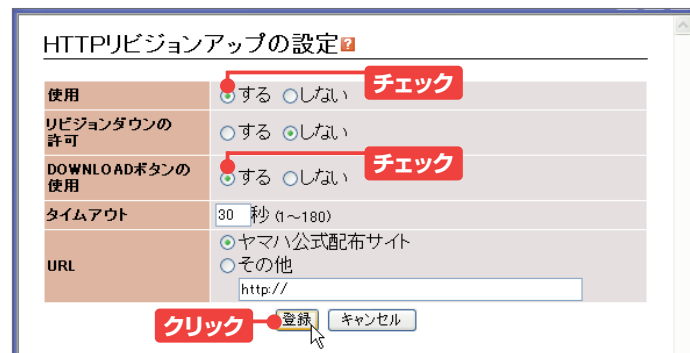 HTTPリビジョンアップの設定?
使用 する しない チェック
リビジョンダウンの
許可
する しない
DOWNLOADボタンの
使用
する しない チェック
タイムアウト 30 秒 (1～180)
URL
ヤマハ公式配布サイト
その他
http://
クリック 登録 キャンセル